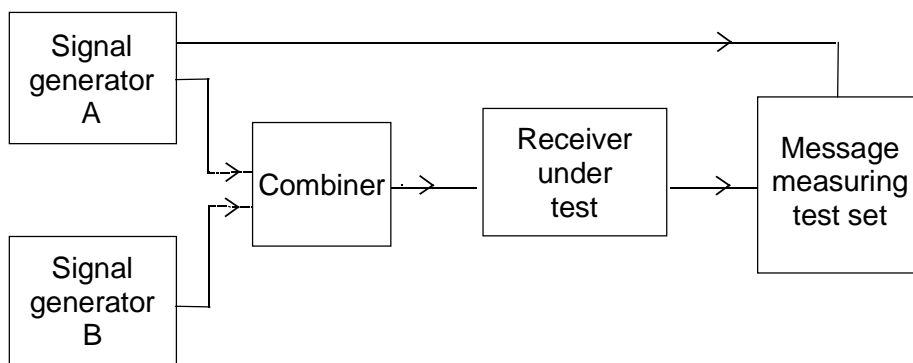 Signal
generator
A
Combiner
Receiver
under
test
Message
measuring
test set
Signal
generator
B